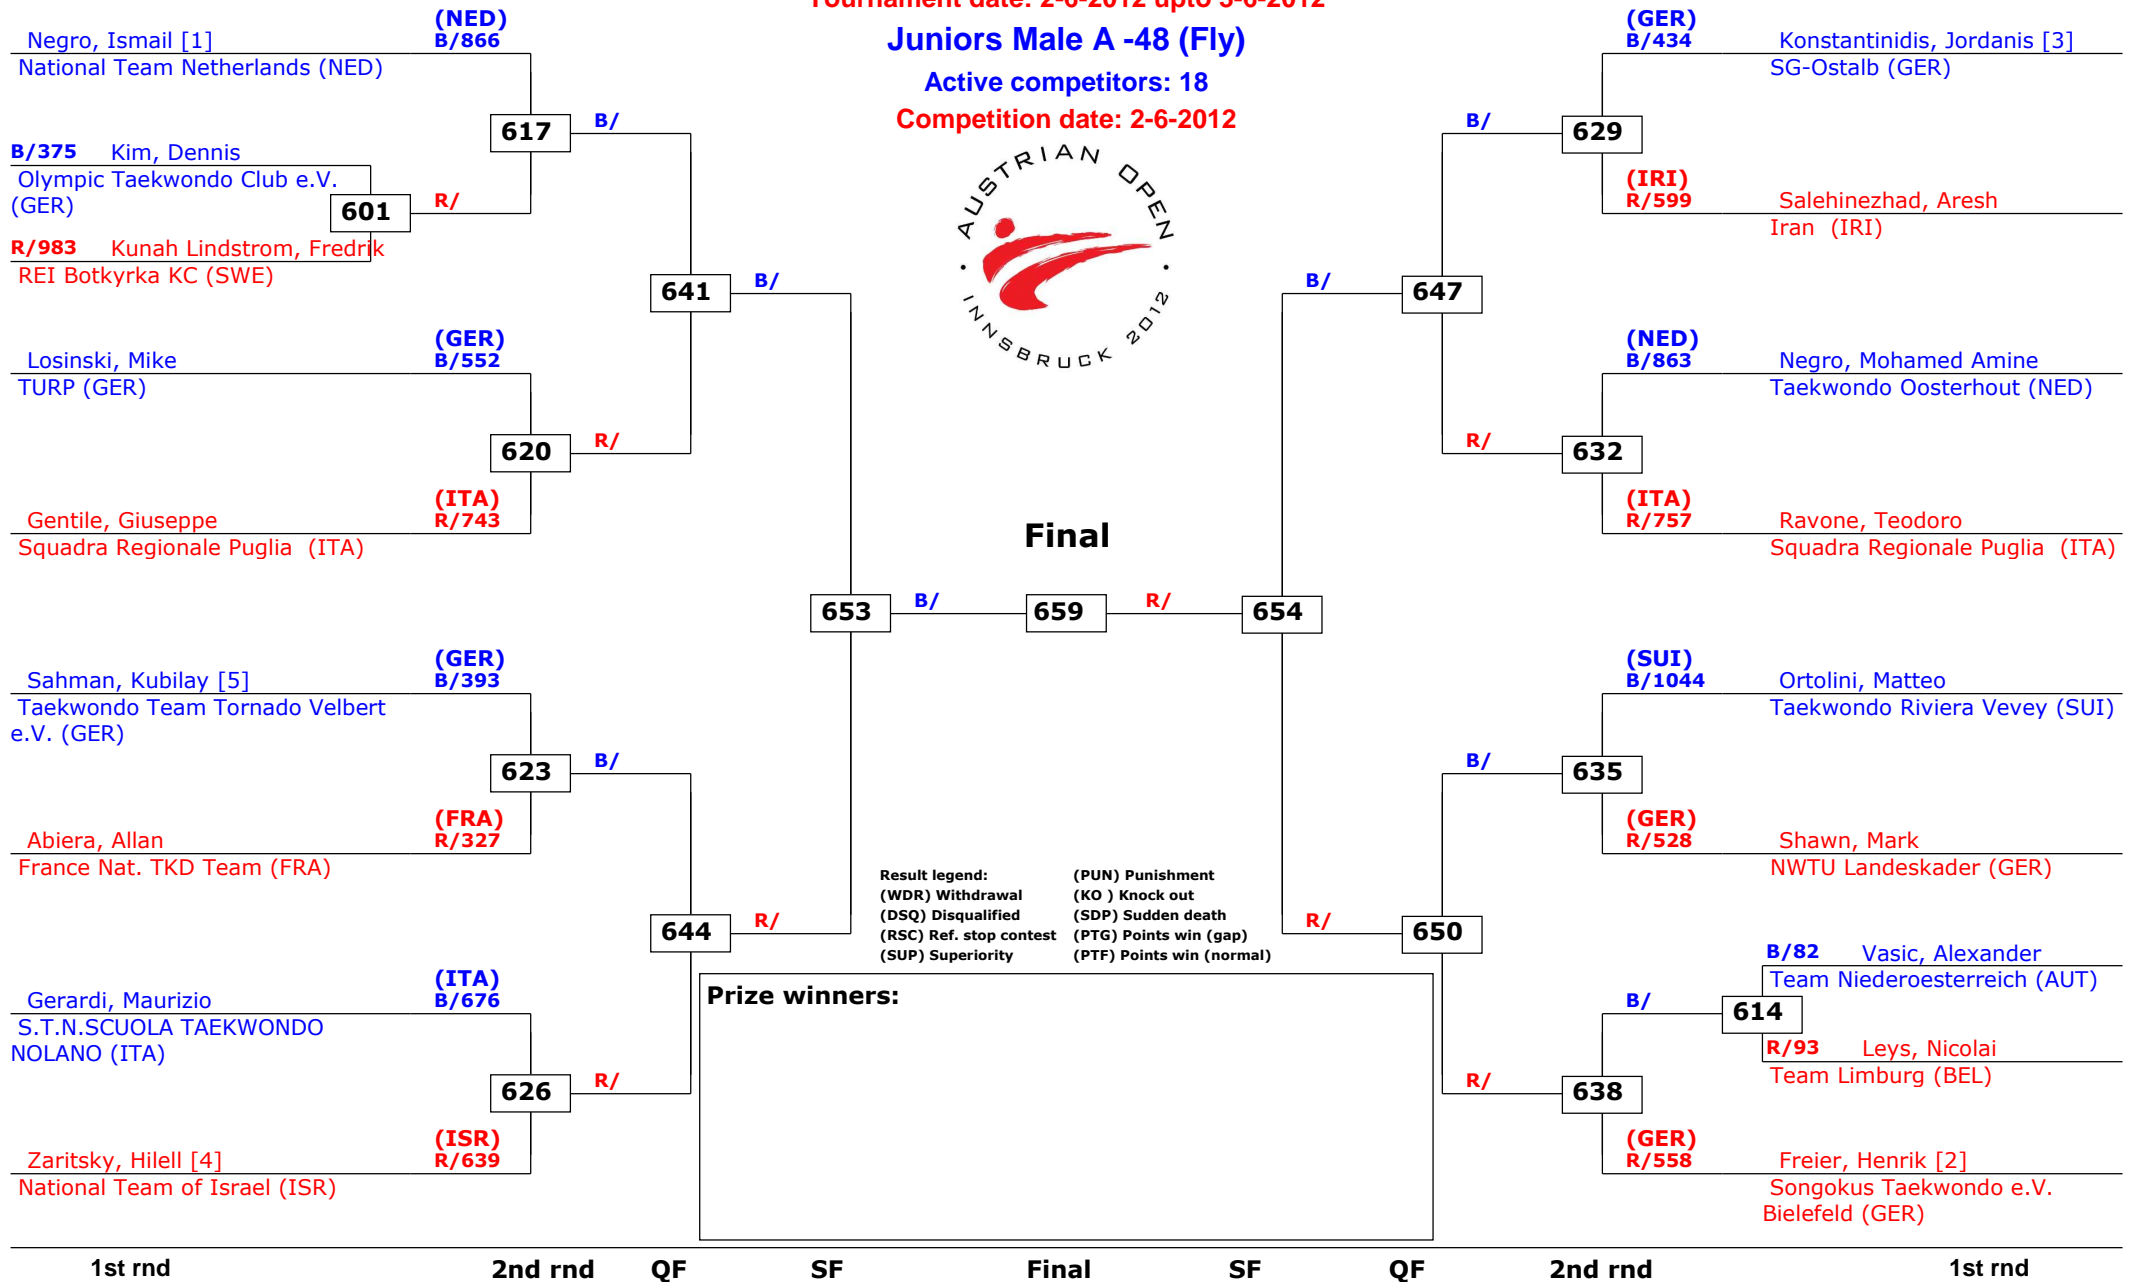 Tournament date: 2-6-2012 upto 3-6-2012
Juniors Male A -48 (Fly)
Active competitors: 18
Competition date: 2-6-2012
AUSTRIAN OPEN
· INNSBRUCK 2012 ·
(NED)
Negro, Ismail [1] B/866
National Team Netherlands (NED)
617 B/
B/375 Kim, Dennis
Olympic Taekwondo Club e.V.
(GER)
601 R/
R/983 Kunah Lindstrom, Fredrik
REI Botkyrka KC (SWE)
641 B/
(GER)
Losinski, Mike B/552
TURP (GER)
620 R/
(ITA)
Gentile, Giuseppe R/743
Squadra Regionale Puglia (ITA)
653 B/
(GER)
Sahman, Kubilay [5] B/393
Taekwondo Team Tornado Velbert
e.V. (GER)
623 B/
(FRA)
Abiera, Allan R/327
France Nat. TKD Team (FRA)
644 R/
(ITA)
Gerardi, Maurizio B/676
S.T.N.SCUOLA TAEKWONDO
NOLANO (ITA)
626 R/
(ISR)
Zaritsky, Hilell [4] R/639
National Team of Israel (ISR)
Final
659
R/ 654
(GER)
B/434 Konstantinidis, Jordanis [3]
SG-Ostalb (GER)
B/ 629
(IRI)
R/599 Salehinezhad, Aresh
Iran (IRI)
B/ 647
(NED)
B/863 Negro, Mohamed Amine
Taekwondo Oosterhout (NED)
R/ 632
(ITA)
R/757 Ravone, Teodoro
Squadra Regionale Puglia (ITA)
(SUI)
B/1044 Ortolini, Matteo
Taekwondo Riviera Vevey (SUI)
B/ 635
(GER)
R/528 Shawn, Mark
NWTU Landeskader (GER)
R/ 650
B/82 Vasic, Alexander
Team Niederoesterreich (AUT)
B/ 614
R/93 Leys, Nicolai
Team Limburg (BEL)
R/ 638
(GER)
R/558 Freier, Henrik [2]
Songokus Taekwondo e.V.
Bielefeld (GER)
Result legend: (PUN) Punishment
(WDR) Withdrawal (KO ) Knock out
(DSQ) Disqualified (SDP) Sudden death
(RSC) Ref. stop contest (PTG) Points win (gap)
(SUP) Superiority (PTF) Points win (normal)
Prize winners:
1st rnd 2nd rnd QF SF Final SF QF 2nd rnd 1st rnd